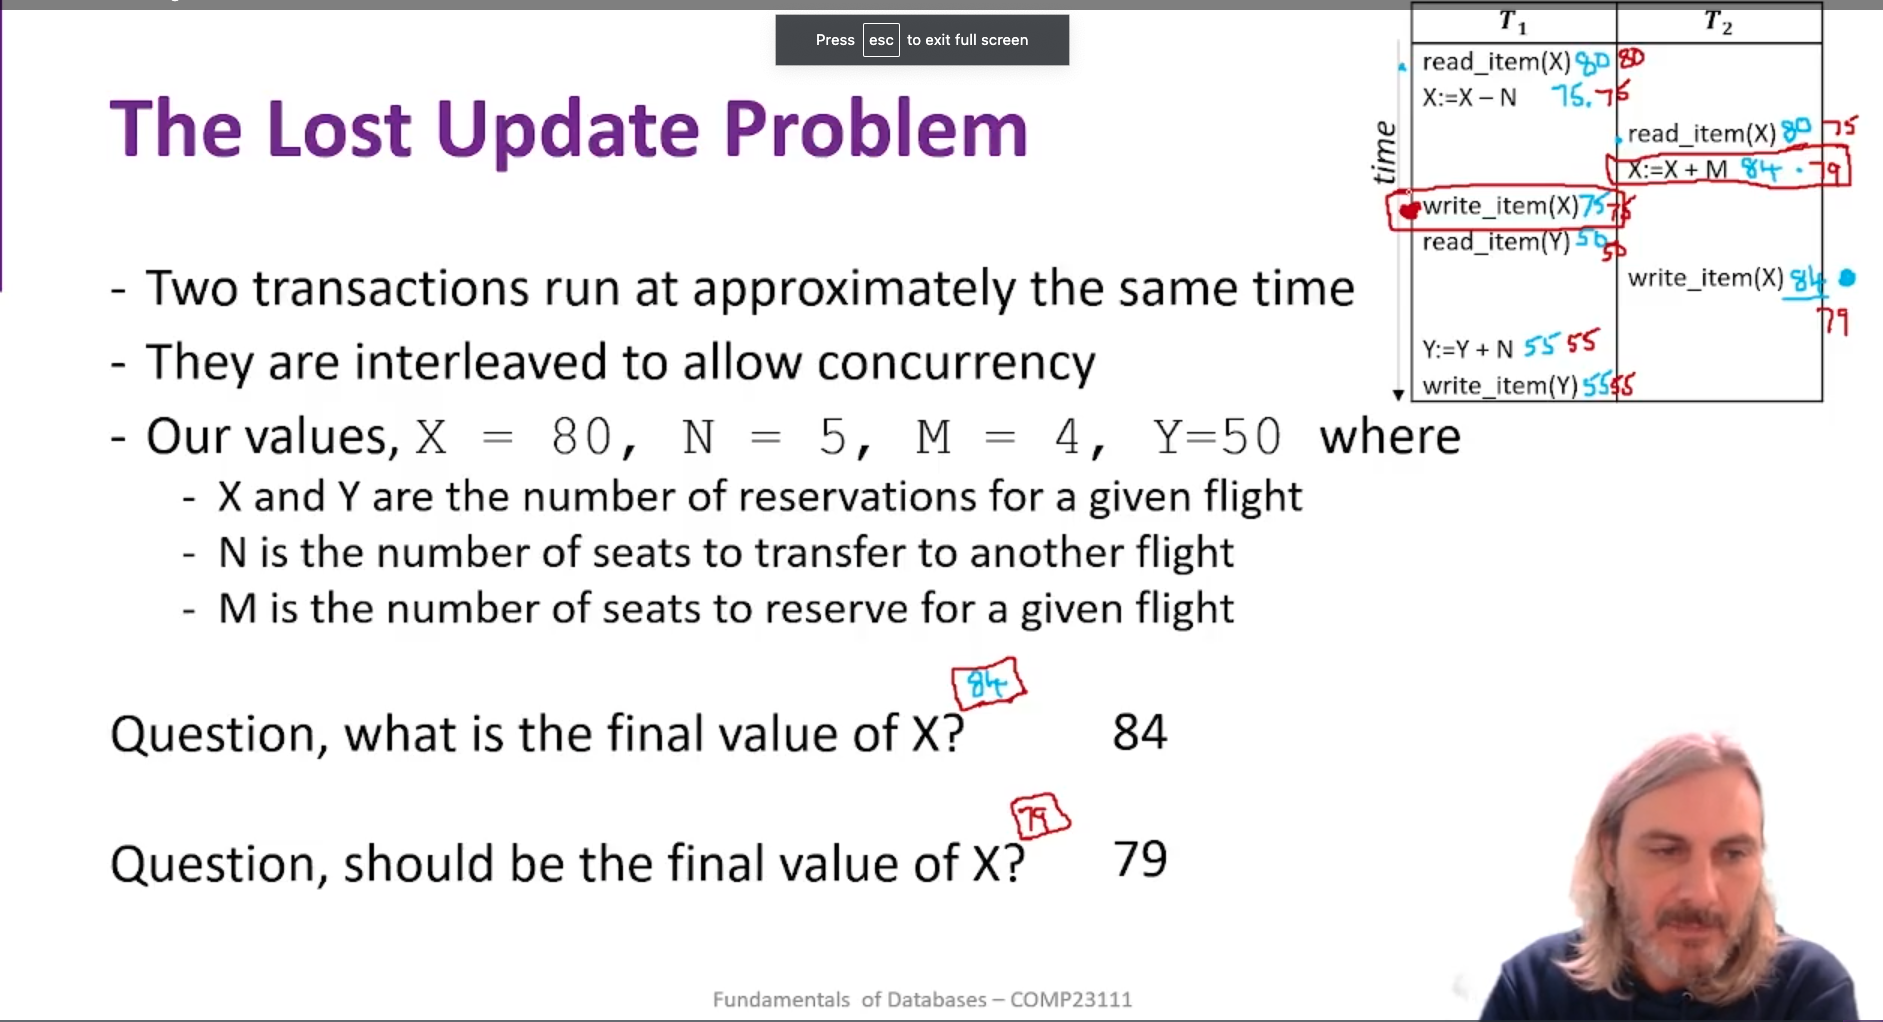 Press esc to exit full screen
The Lost Update Problem
- Two transactions run at approximately the same time
- They are interleaved to allow concurrency
- Our values, X = 80, N = 5, M = 4, Y=50 where
- X and Y are the number of reservations for a given flight
- N is the number of seats to transfer to another flight
- M is the number of seats to reserve for a given flight
84
Question, what is the final value of X? 84
79
Question, should be the final value of X? 79
time
T1 T2
read_item(X) 80 80
X:=X – N 75. 75
read_item(X) 80 75
X:=X + M 84 . 79
write_item(X) 75 75
read_item(Y) 50 50
write_item(X) 84
79
Y:=Y + N 55 55
write_item(Y) 55 55
Fundamentals of Databases – COMP23111